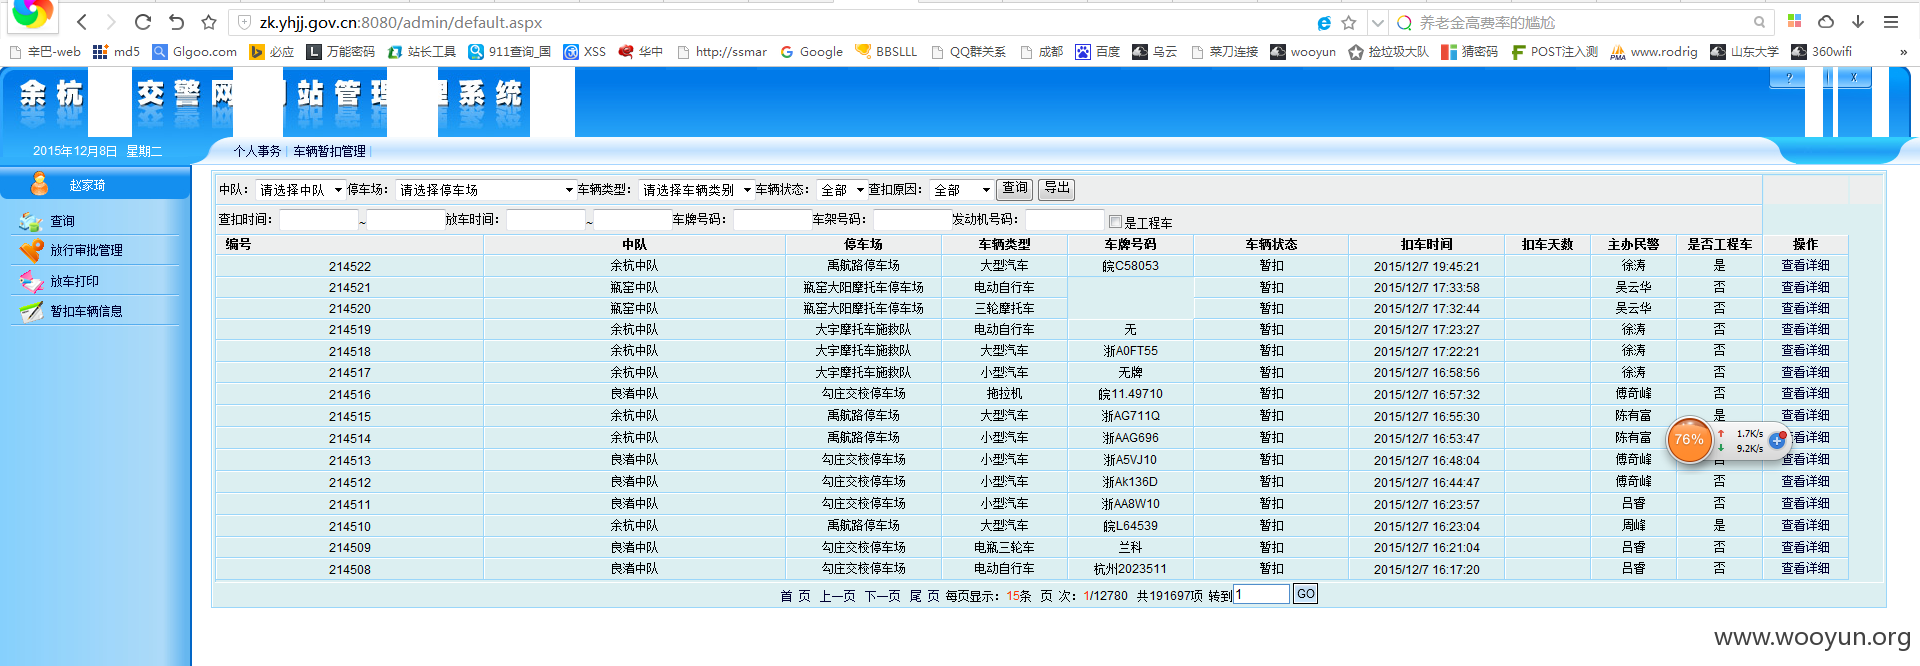 zk.yhjj.gov.cn:8080/admin/default.aspx 养老金高费率的尴尬
辛巴-web md5 Glgoo.com 必应 万能密码 站长工具 911查询_国 XSS 华中 http://ssmar Google BBSLLL QQ群关系 成都 百度 乌云 菜刀连接 wooyun 捡垃圾大队 猜密码 POST注入测 www.rodrig 山东大学 360wifi »
余杭 交警网 站管理 系统
? X
2015年12月8日 星期二 个人事务 | 车辆暂扣管理 |
赵家琦
查询
放行审批管理
放车打印
暂扣车辆信息
中队： 请选择中队 停车场： 请选择停车场 车辆类型： 请选择车辆类别 车辆状态： 全部 查扣原因： 全部 查询 导出
查扣时间： ~ 放车时间： ~ 车牌号码： 车架号码： 发动机号码： 是工程车
编号 中队 停车场 车辆类型 车牌号码 车辆状态 扣车时间 扣车天数 主办民警 是否工程车 操作
214522 余杭中队 禹航路停车场 大型汽车 皖C58053 暂扣 2015/12/7 19:45:21 徐涛 是 查看详细
214521 瓶窑中队 瓶窑大阳摩托车停车场 电动自行车 暂扣 2015/12/7 17:33:58 吴云华 否 查看详细
214520 瓶窑中队 瓶窑大阳摩托车停车场 三轮摩托车 暂扣 2015/12/7 17:32:44 吴云华 否 查看详细
214519 余杭中队 大宇摩托车施救队 电动自行车 无 暂扣 2015/12/7 17:23:27 徐涛 否 查看详细
214518 余杭中队 大宇摩托车施救队 大型汽车 浙A0FT55 暂扣 2015/12/7 17:22:21 徐涛 否 查看详细
214517 余杭中队 大宇摩托车施救队 小型汽车 无牌 暂扣 2015/12/7 16:58:56 徐涛 否 查看详细
214516 良渚中队 勾庄交校停车场 拖拉机 皖11.49710 暂扣 2015/12/7 16:57:32 傅奇峰 否 查看详细
214515 余杭中队 禹航路停车场 大型汽车 浙AG711Q 暂扣 2015/12/7 16:55:30 陈有富 是 查看详细
214514 余杭中队 禹航路停车场 小型汽车 浙AAG696 暂扣 2015/12/7 16:53:47 陈有富 看详细
214513 良渚中队 勾庄交校停车场 小型汽车 浙A5VJ10 暂扣 2015/12/7 16:48:04 傅奇峰 否 查看详细
214512 良渚中队 勾庄交校停车场 小型汽车 浙Ak136D 暂扣 2015/12/7 16:44:47 傅奇峰 否 查看详细
214511 良渚中队 勾庄交校停车场 小型汽车 浙AA8W10 暂扣 2015/12/7 16:23:57 吕睿 否 查看详细
214510 余杭中队 禹航路停车场 大型汽车 皖L64539 暂扣 2015/12/7 16:23:04 周峰 是 查看详细
214509 良渚中队 勾庄交校停车场 电瓶三轮车 兰科 暂扣 2015/12/7 16:21:04 吕睿 否 查看详细
214508 良渚中队 勾庄交校停车场 电动自行车 杭州2023511 暂扣 2015/12/7 16:17:20 吕睿 否 查看详细
76% 1.7K/s
9.2K/s
首 页 上一页 下一页 尾 页 每页显示：15条 页 次：1/12780 共191697项 转到 1 GO
www.wooyun.org